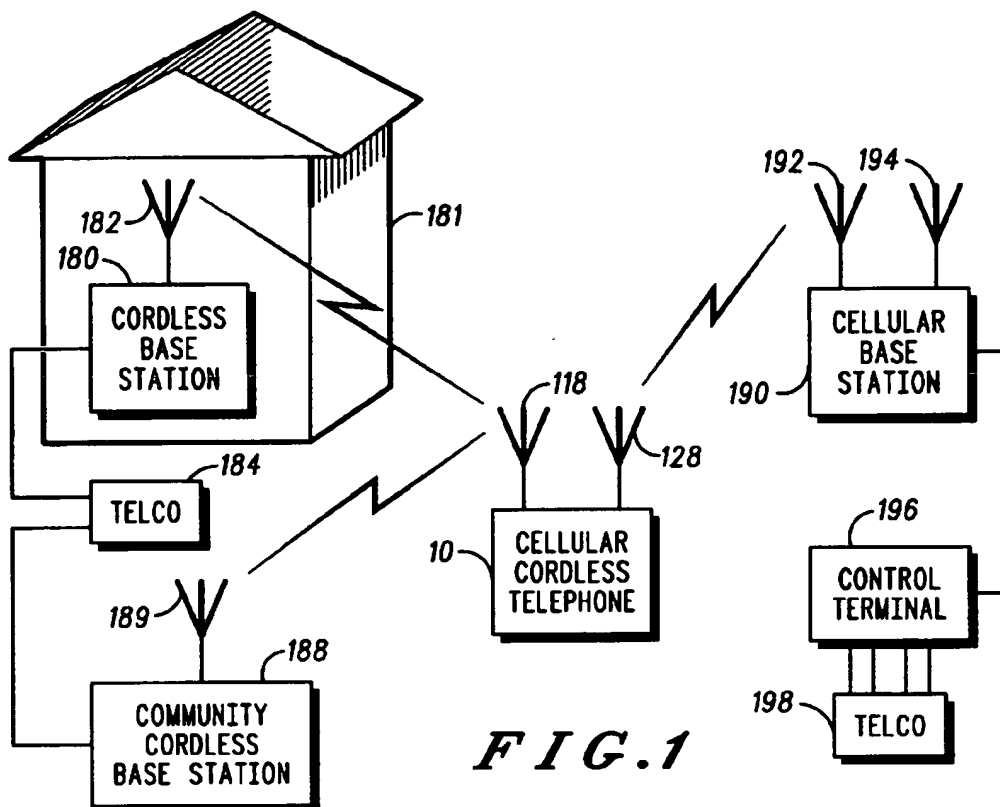 182
180
181
CORDLESS
BASE
STATION
184
TELCO
189
188
COMMUNITY
CORDLESS
BASE STATION
118
128
10
CELLULAR
CORDLESS
TELEPHONE
192
194
190
CELLULAR
BASE
STATION
196
CONTROL
TERMINAL
198
TELCO
FIG.1